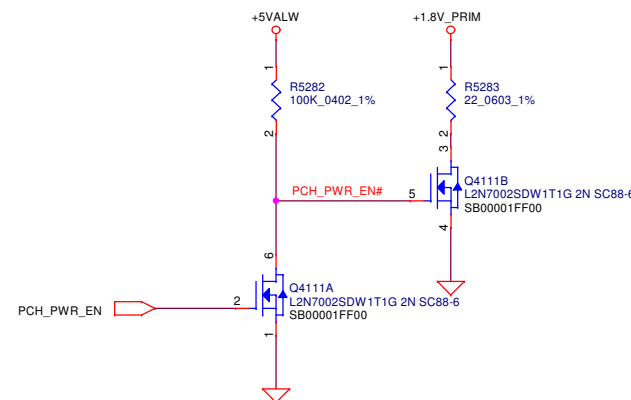 +5VALW
+1.8V_PRIM
1
1
R5282
100K_0402_1%
R5283
22_0603_1%
2
2
3
PCH_PWR_EN#
5
Q4111B
L2N7002SDW1T1G 2N SC88-6
SB00001FF00
4
6
Q4111A
L2N7002SDW1T1G 2N SC88-6
SB00001FF00
PCH_PWR_EN
2
1